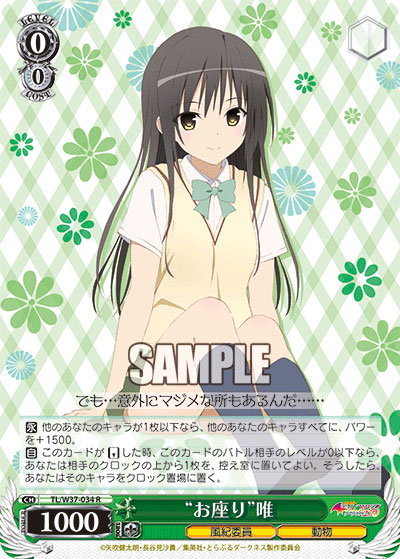 LEVEL
0
0
COST
SAMPLE
でも…意外にマジメな所もあるんだ……
永 他のあなたのキャラが1枚以下なら、他のあなたのキャラすべてに、パワー
を＋1500。
自 このカードが した時、このカードのバトル相手のレベルが0以下なら、
あなたは相手のクロックの上から1枚を、控え室に置いてよい。そうしたら、
あなたはそのキャラをクロック置場に置く。
CH TL/W37-034 R
1000
“お座り”唯
風紀委員
動物
©矢吹健太朗・長谷見沙貴／集英社・とらぶるダークネス製作委員会